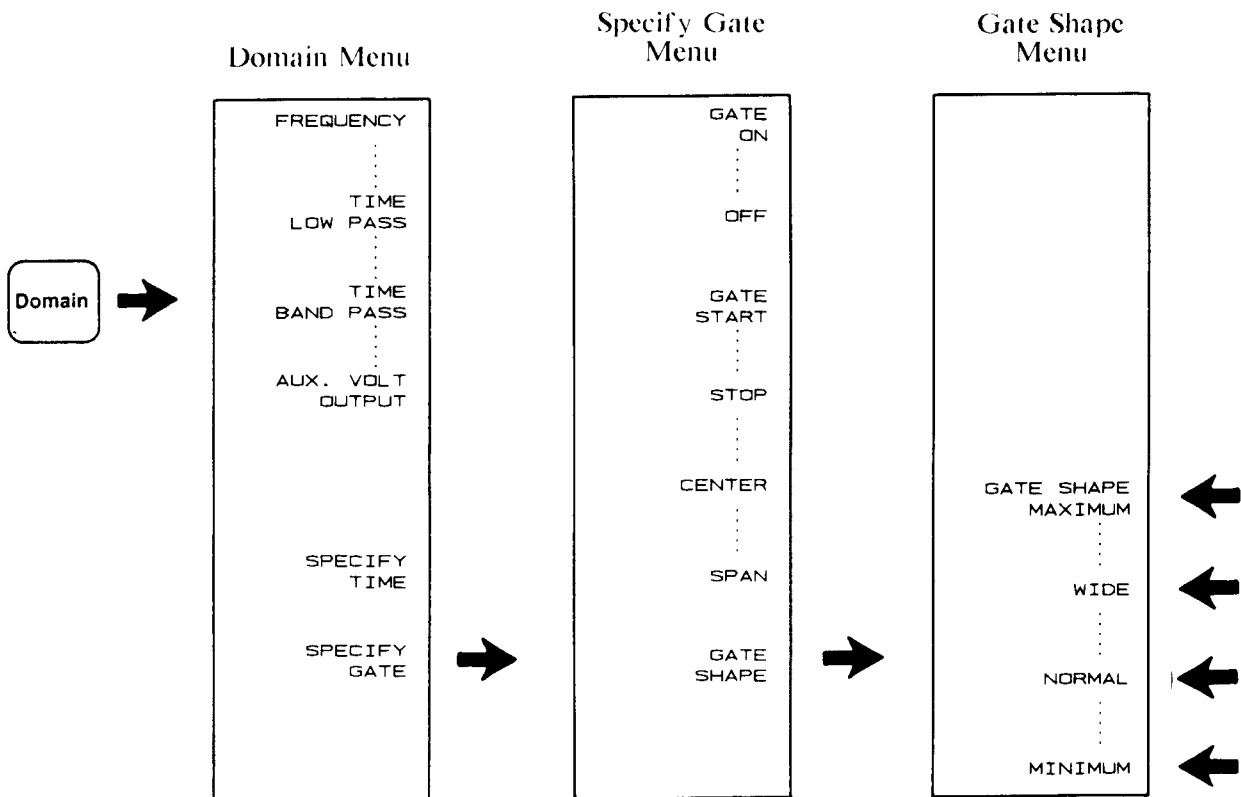 Domain
Domain Menu
FREQUENCY
TIME
LOW PASS
TIME
BAND PASS
AUX. VOLT
OUTPUT
SPECIFY
TIME
SPECIFY
GATE
Specify Gate
Menu
GATE
ON
OFF
GATE
START
STOP
CENTER
SPAN
GATE
SHAPE
Gate Shape
Menu
GATE SHAPE
MAXIMUM
WIDE
NORMAL
MINIMUM